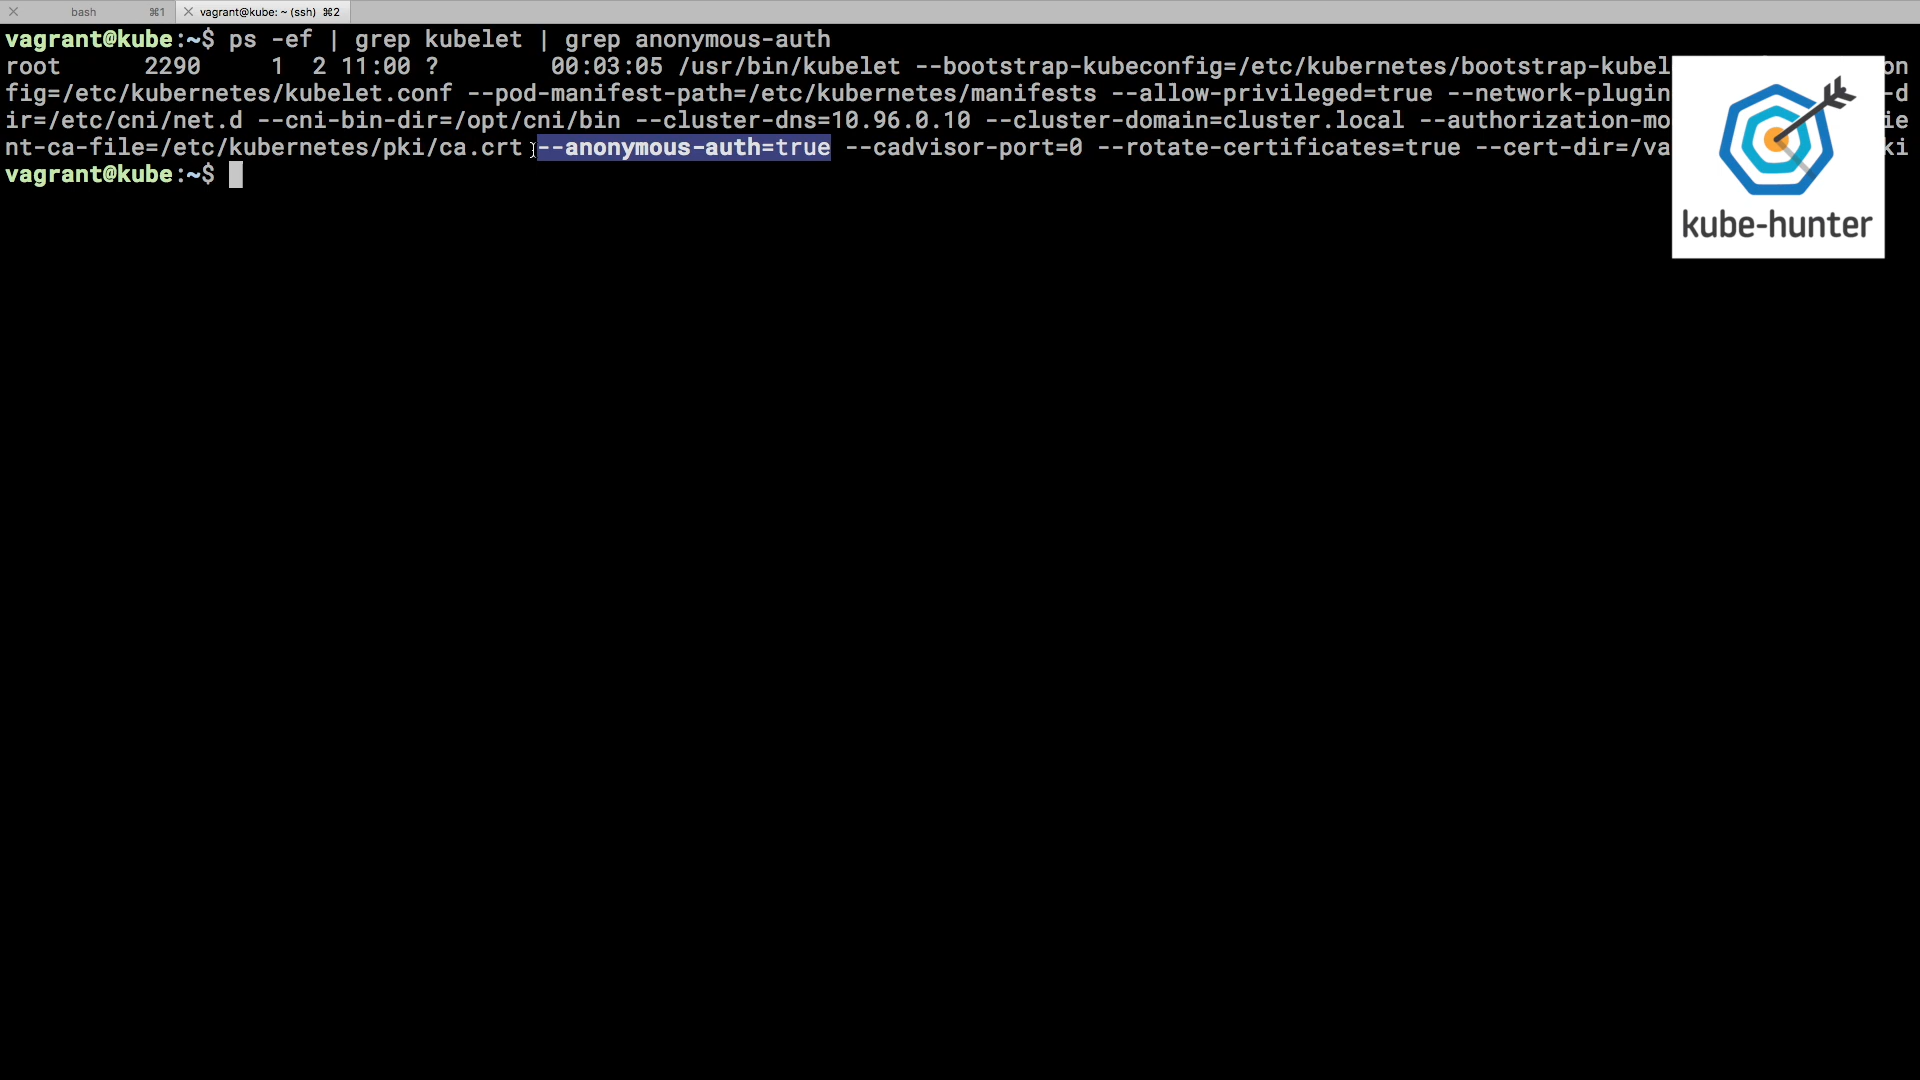 bash ⌘1 vagrant@kube: ~ (ssh) ⌘2
vagrant@kube:~$ ps -ef | grep kubelet | grep anonymous-auth
root 2290 1 2 11:00 ? 00:03:05 /usr/bin/kubelet --bootstrap-kubeconfig=/etc/kubernetes/bootstrap-kubel on
fig=/etc/kubernetes/kubelet.conf --pod-manifest-path=/etc/kubernetes/manifests --allow-privileged=true --network-plugin -d
ir=/etc/cni/net.d --cni-bin-dir=/opt/cni/bin --cluster-dns=10.96.0.10 --cluster-domain=cluster.local --authorization-mo ie
nt-ca-file=/etc/kubernetes/pki/ca.crt --anonymous-auth=true --cadvisor-port=0 --rotate-certificates=true --cert-dir=/va ki
vagrant@kube:~$
kube-hunter